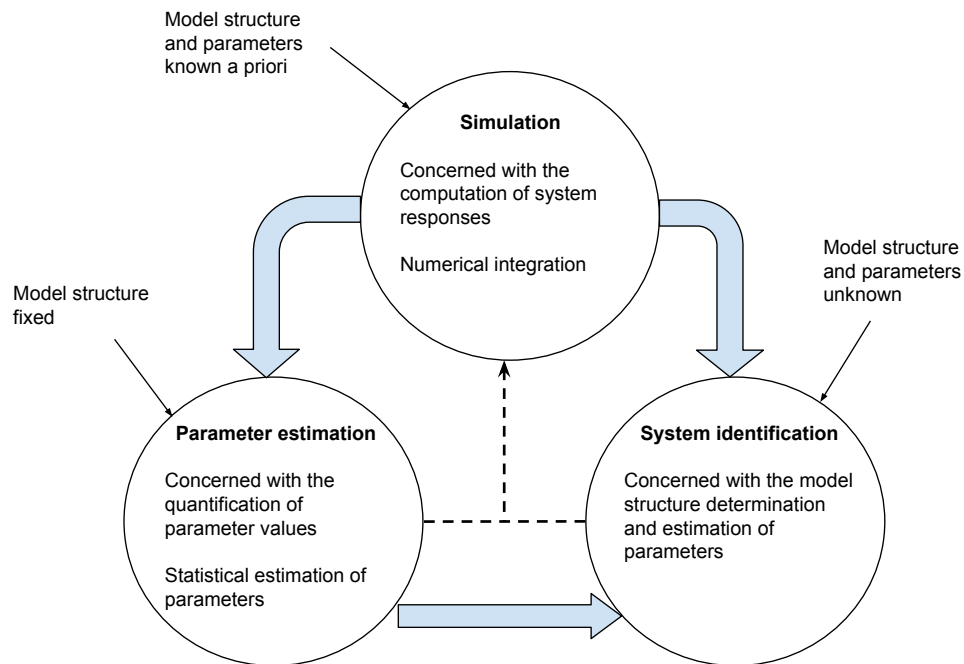 Model structure
and parameters
known a priori
Simulation
Concerned with the
computation of system
responses
Numerical integration
Model structure
and parameters
unknown
Model structure
fixed
Parameter estimation
Concerned with the
quantification of
parameter values
Statistical estimation of
parameters
System identification
Concerned with the model
structure determination
and estimation of
parameters